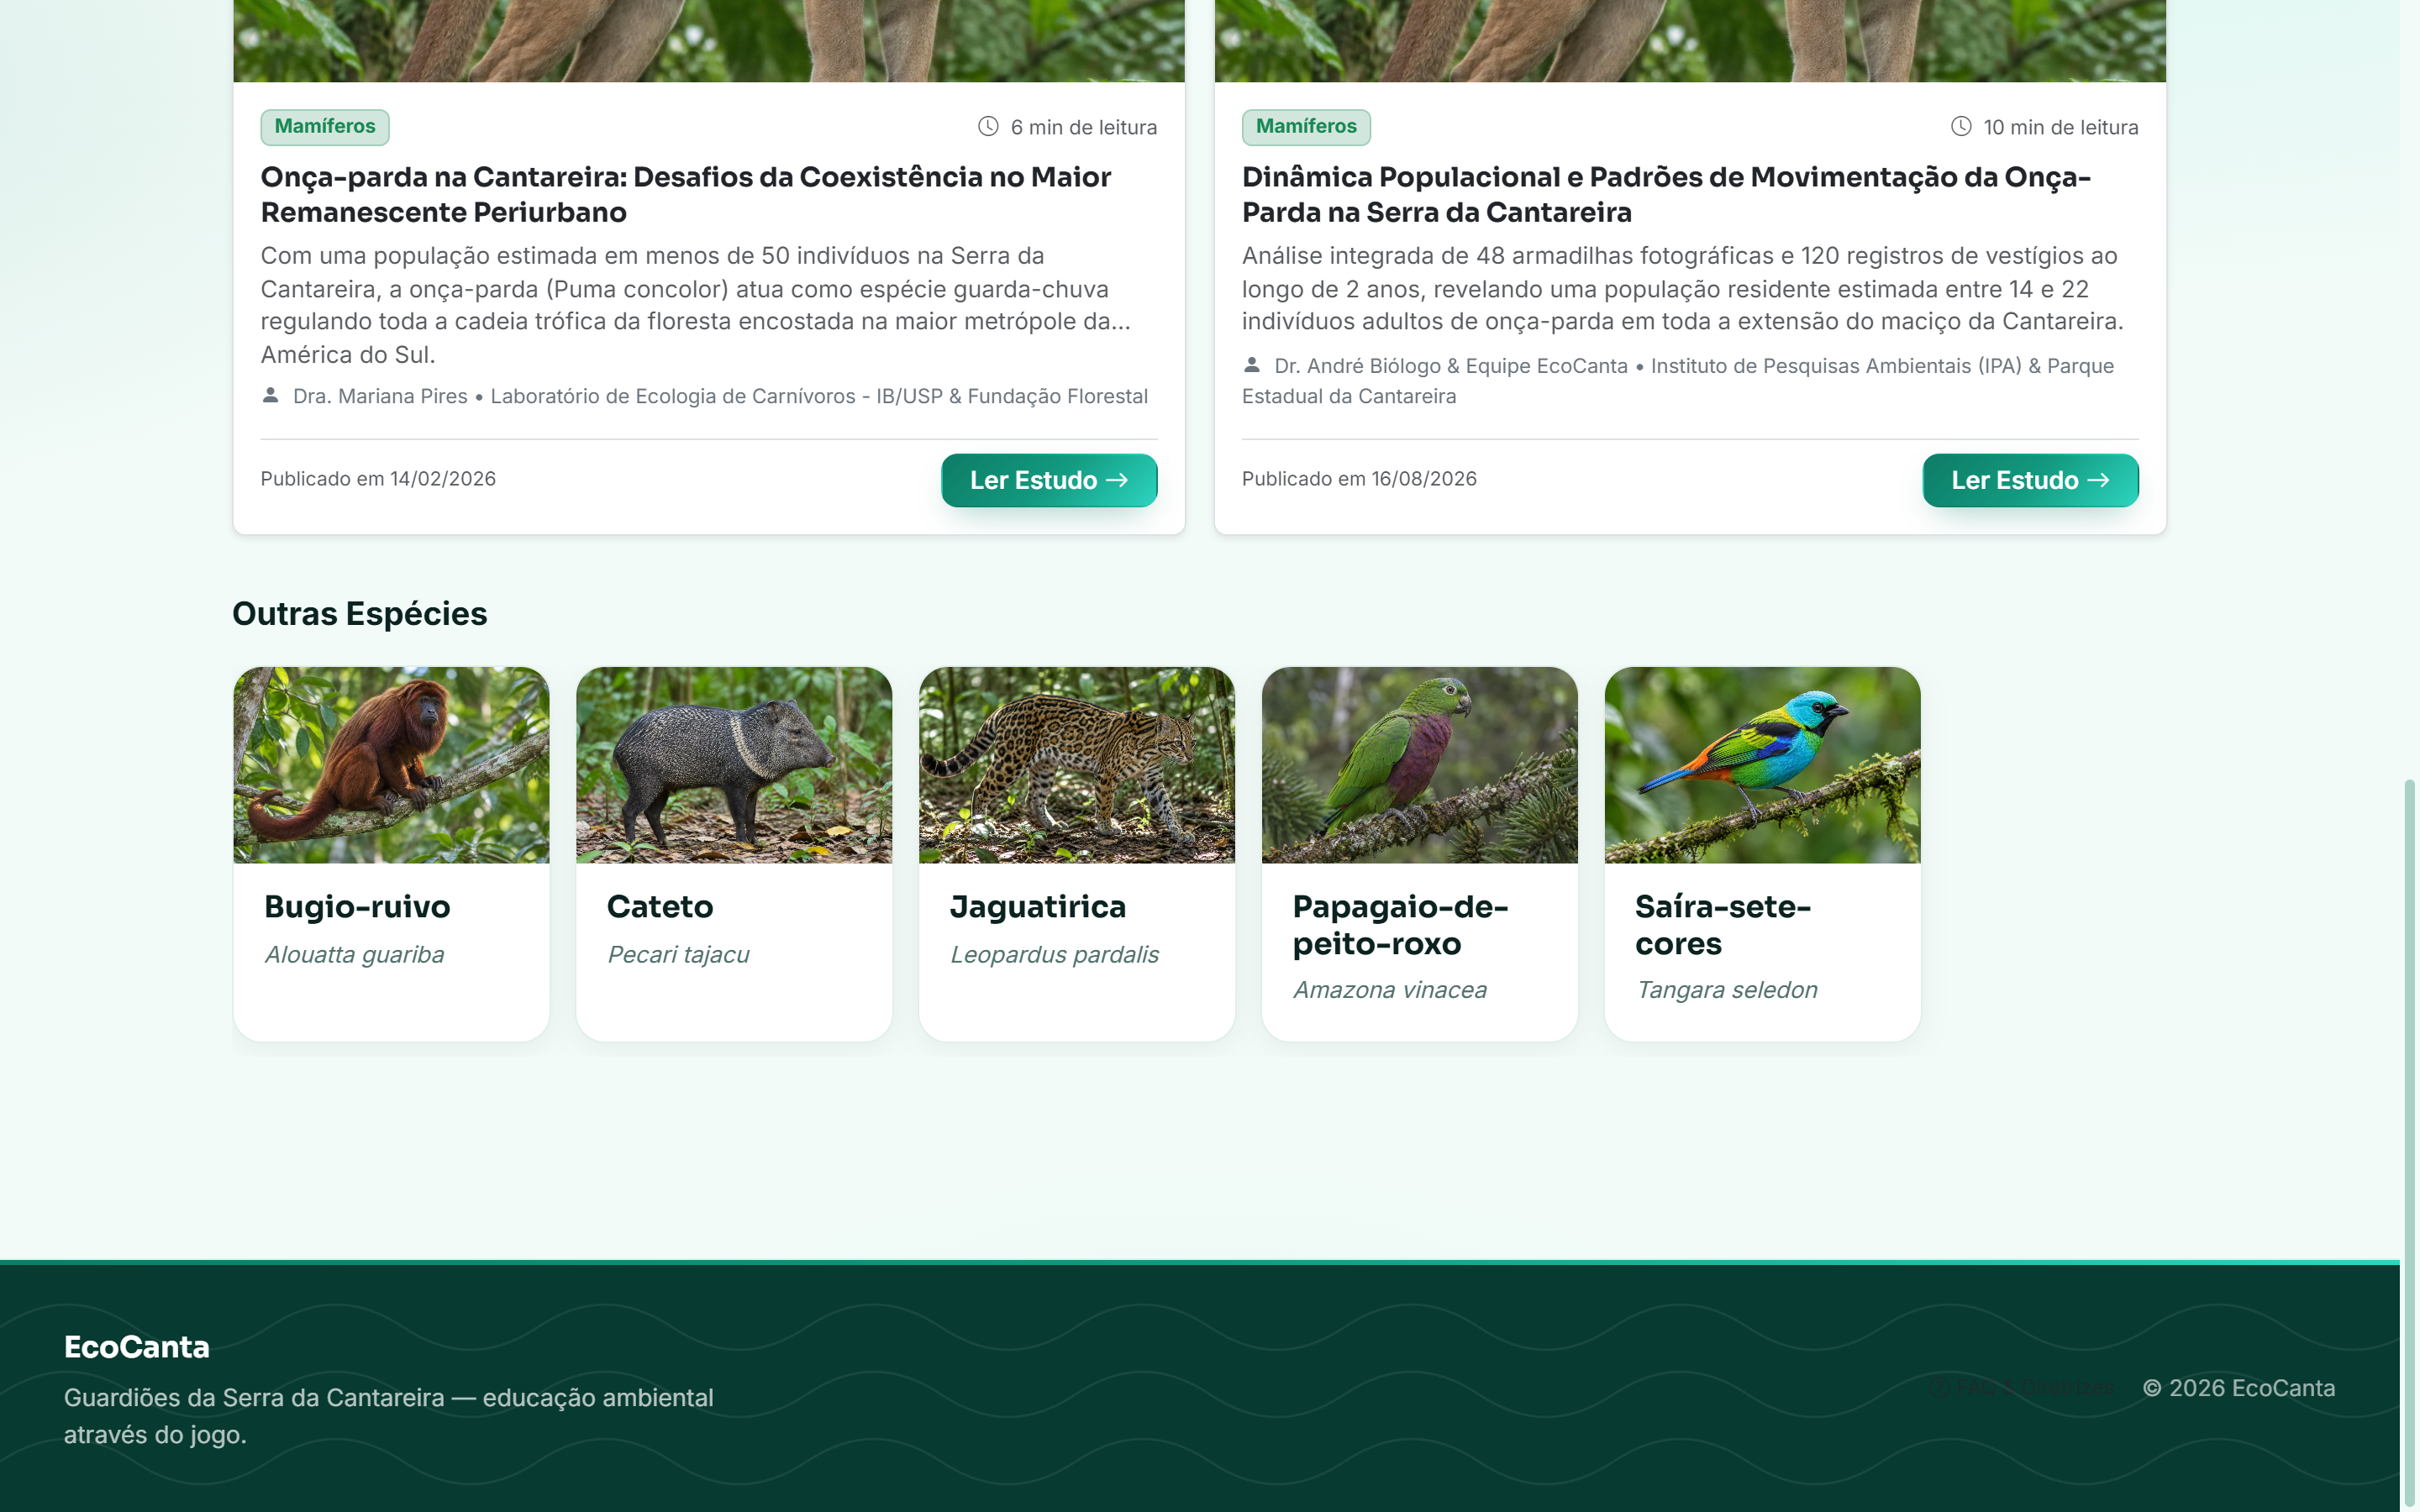 Mamíferos
6 min de leitura
Onça-parda na Cantareira: Desafios da Coexistência no Maior
Remanescente Periurbano
Com uma população estimada em menos de 50 indivíduos na Serra da
Cantareira, a onça-parda (Puma concolor) atua como espécie guarda-chuva
regulando toda a cadeia trófica da floresta encostada na maior metrópole da...
América do Sul.
Dra. Mariana Pires • Laboratório de Ecologia de Carnívoros - IB/USP & Fundação Florestal
Publicado em 14/02/2026
Ler Estudo →
Mamíferos
10 min de leitura
Dinâmica Populacional e Padrões de Movimentação da Onça-
Parda na Serra da Cantareira
Análise integrada de 48 armadilhas fotográficas e 120 registros de vestígios ao
longo de 2 anos, revelando uma população residente estimada entre 14 e 22
indivíduos adultos de onça-parda em toda a extensão do maciço da Cantareira.
Dr. André Biólogo & Equipe EcoCanta • Instituto de Pesquisas Ambientais (IPA) & Parque
Estadual da Cantareira
Publicado em 16/08/2026
Ler Estudo →
Outras Espécies
Bugio-ruivo
Alouatta guariba
Cateto
Pecari tajacu
Jaguatirica
Leopardus pardalis
Papagaio-de-
peito-roxo
Amazona vinacea
Saíra-sete-
cores
Tangara seledon
EcoCanta
Guardiões da Serra da Cantareira — educação ambiental
através do jogo.
FAQ & Diretrizes
© 2026 EcoCanta